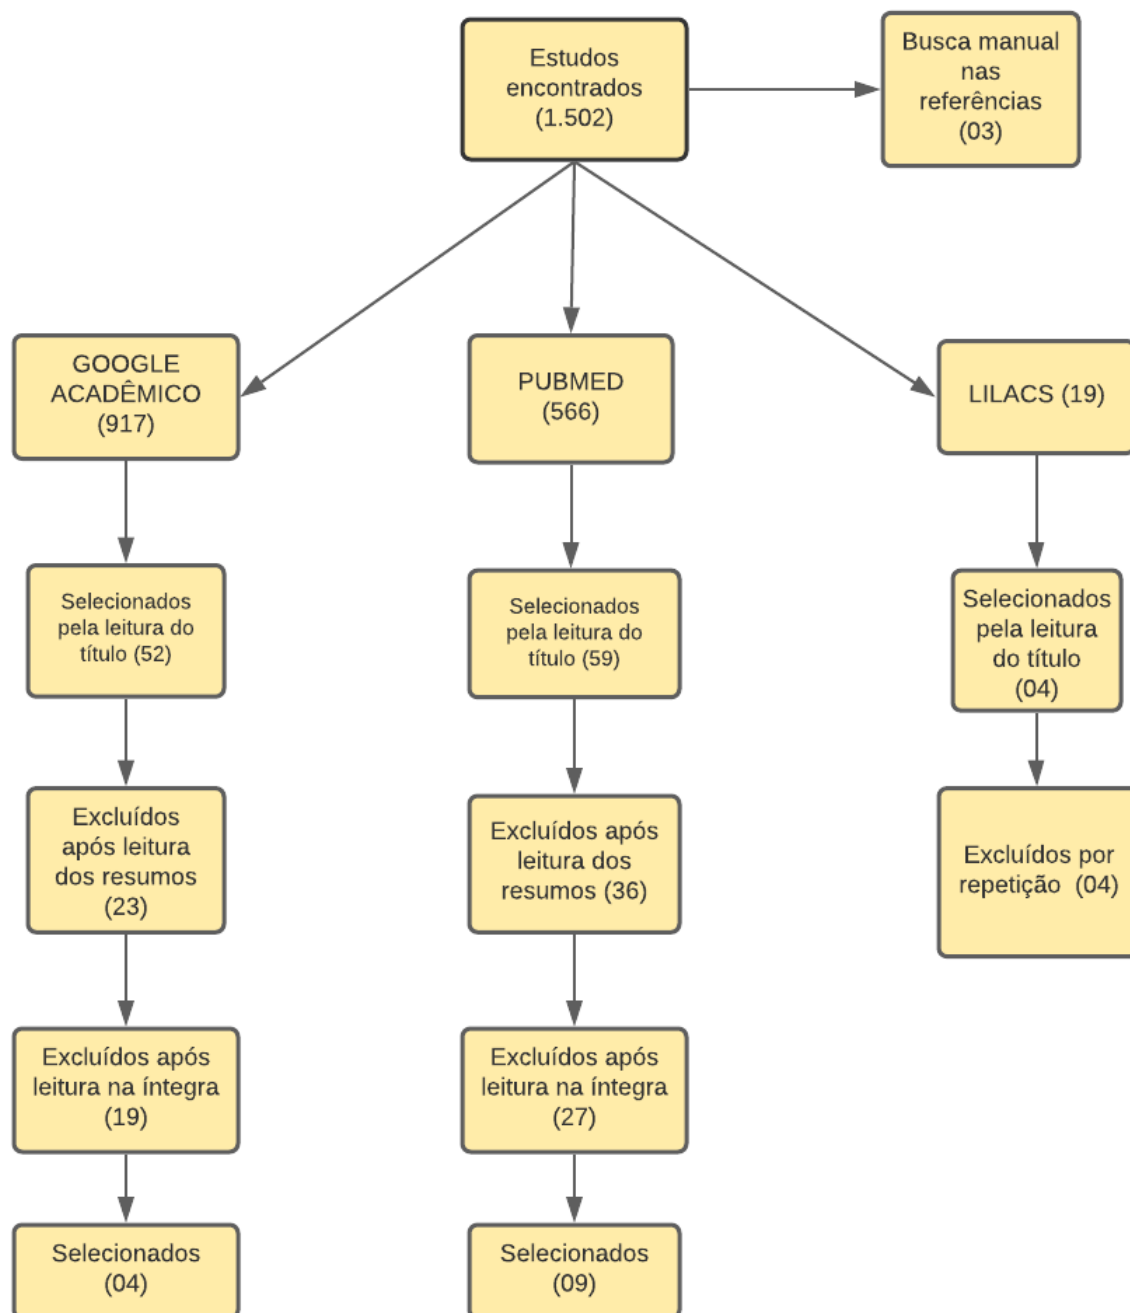 Estudos
encontrados
(1.502)
Busca manual
nas
referências
(03)
GOOGLE
ACADÊMICO
(917)
PUBMED
(566)
LILACS (19)
Selecionados
pela leitura do
título (52)
Selecionados
pela leitura do
título (59)
Selecionados
pela leitura
do título
(04)
Excluídos
após leitura
dos resumos
(23)
Excluídos após
leitura dos
resumos (36)
Excluídos por
repetição (04)
Excluídos após
leitura na íntegra
(19)
Excluídos após
leitura na íntegra
(27)
Selecionados
(04)
Selecionados
(09)